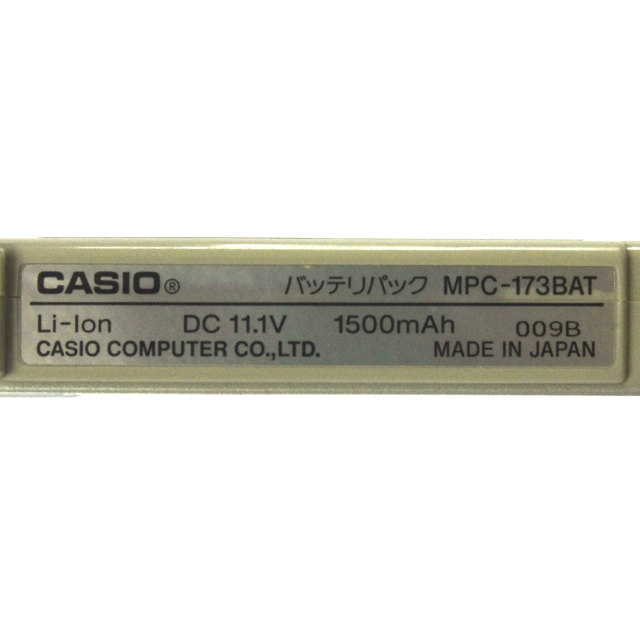 CASIO® バッテリパック MPC-173BAT
Li-Ion DC 11.1V 1500mAh 009B
CASIO COMPUTER CO.,LTD. MADE IN JAPAN